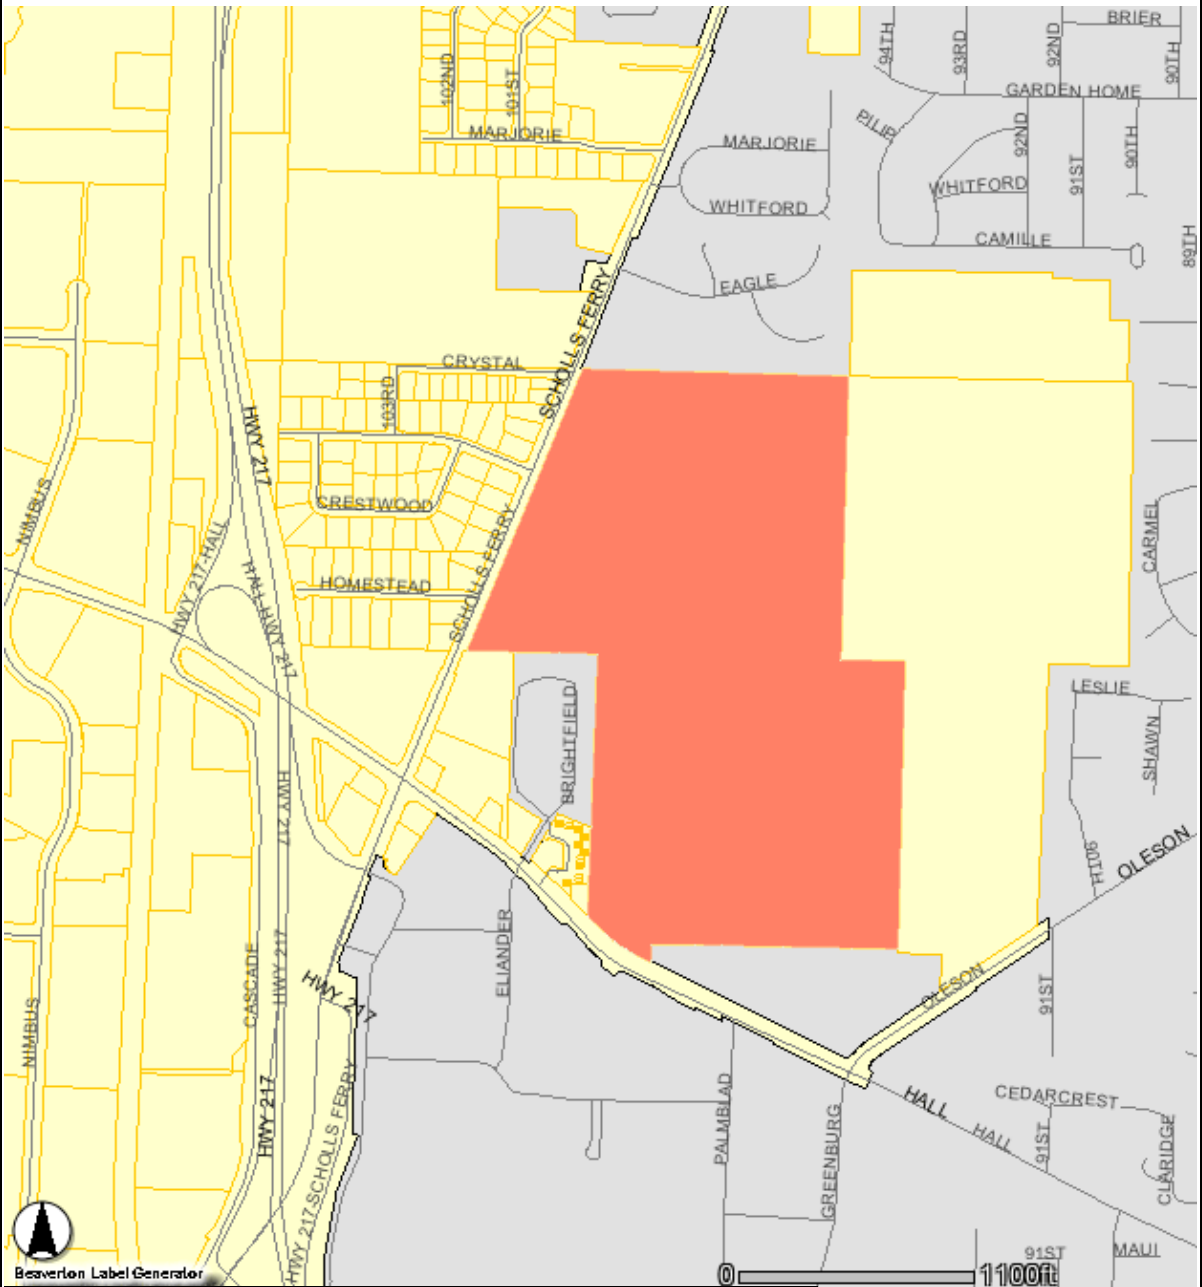 BRIER
94TH
93RD
92ND
90TH
102ND
101ST
GARDEN HOME
MARJORIE
PILIP
MARJORIE
92ND
90TH
91ST
WHITFORD
WHITFORD
CAMILLE
89TH
EAGLE
SCHOLLS FERRY
CRYSTAL
103RD
HWY 217
CRESTWOOD
NIMBUS
SCHOLLS FERRY
CARMEL
HWY 217-HALL
HALL-HWY 217
HOMESTEAD
LESLIE
BRIGHTFIELD
SHAWN
HWY 217
90TH
OLESON
ELIANDER
CASCADE
HWY 217
HWY 217
OLESON
91ST
NIMBUS
HWY 217
HWY 217-SCHOLLS FERRY
PALMBLAD
GREENBURG
HALL
HALL
CEDARCREST
91ST
CLARIDGE
91ST
MAUI
Beaverton Label Generator
0 1100ft